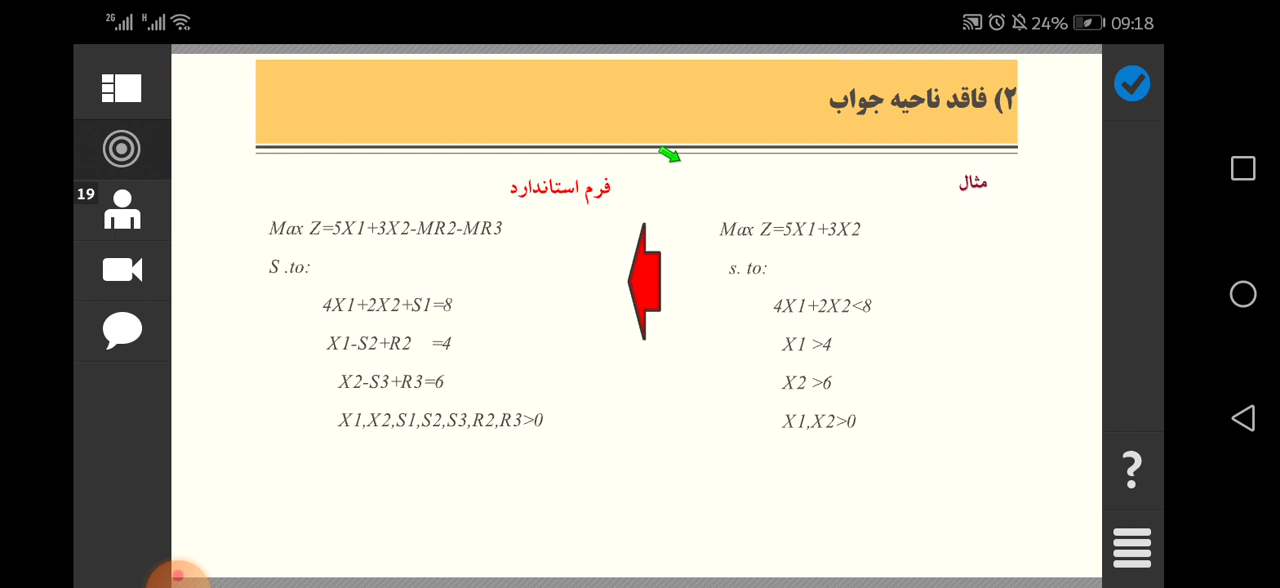 2G H 24% 09:18
۲) فاقد ناحیه جواب
19
مثال
Max Z=5X1+3X2
s. to:
4X1+2X2<8
X1 >4
X2 >6
X1,X2>0
فرم استاندارد
Max Z=5X1+3X2-MR2-MR3
S .to:
4X1+2X2+S1=8
X1-S2+R2 =4
X2-S3+R3=6
X1,X2,S1,S2,S3,R2,R3>0
?